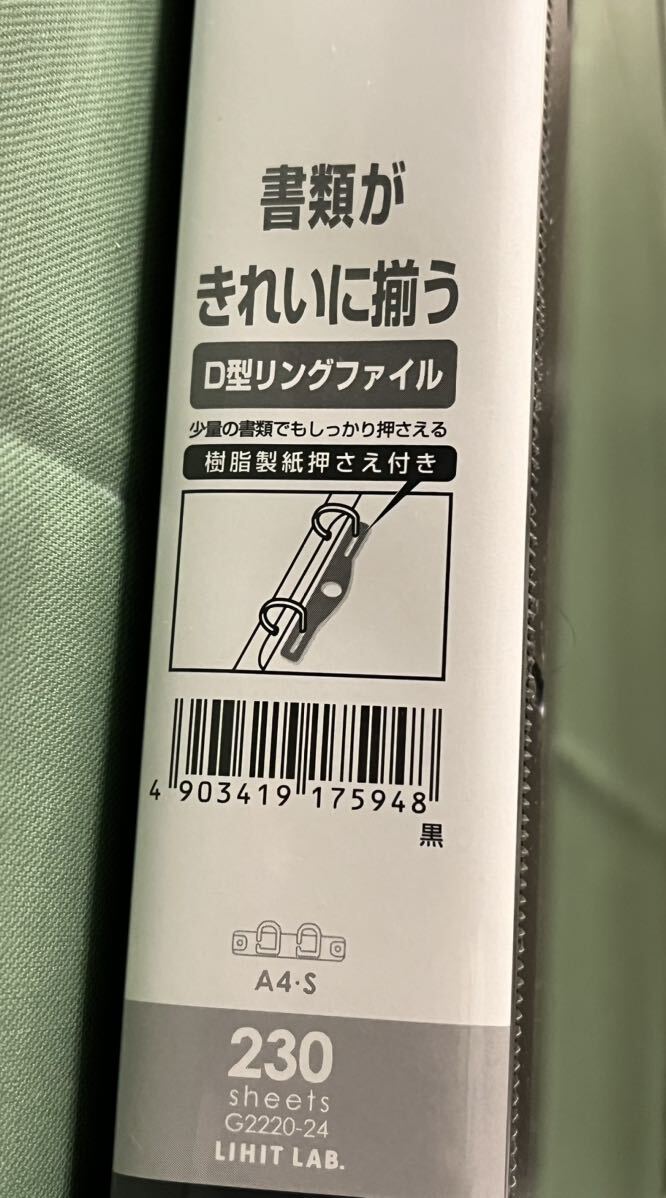 書類が
きれいに揃う
D型リングファイル
少量の書類でもしっかり押さえる
樹脂製紙押さえ付き
4 903419 175948
黒
A4·S
230
sheets
G2220-24
LIHIT LAB.